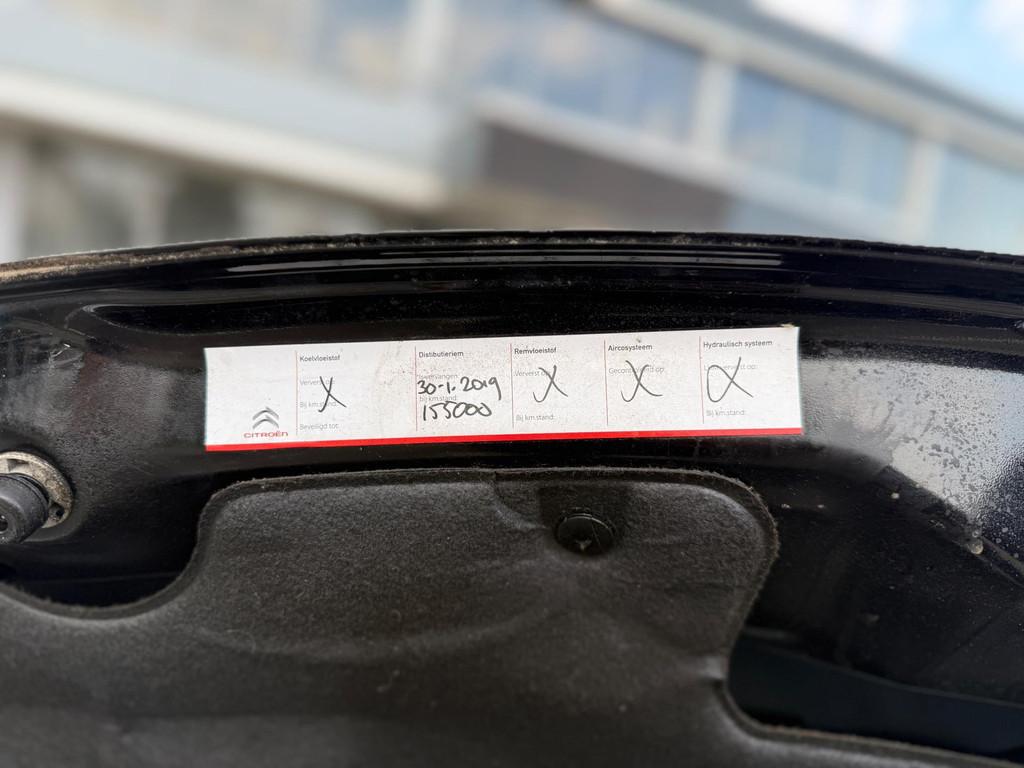 CITROËN
Koelvloeistof
Ververst op:
X
Bij km.stand:
Beveiligd tot:
Distributieriem
30-1-2019
bij km.stand:
155000
Remvloeistof
Ververst op:
X
Bij km.stand:
Aircosysteem
Gecontroleerd op:
X
Hydraulisch systeem
X
Bij km.stand: